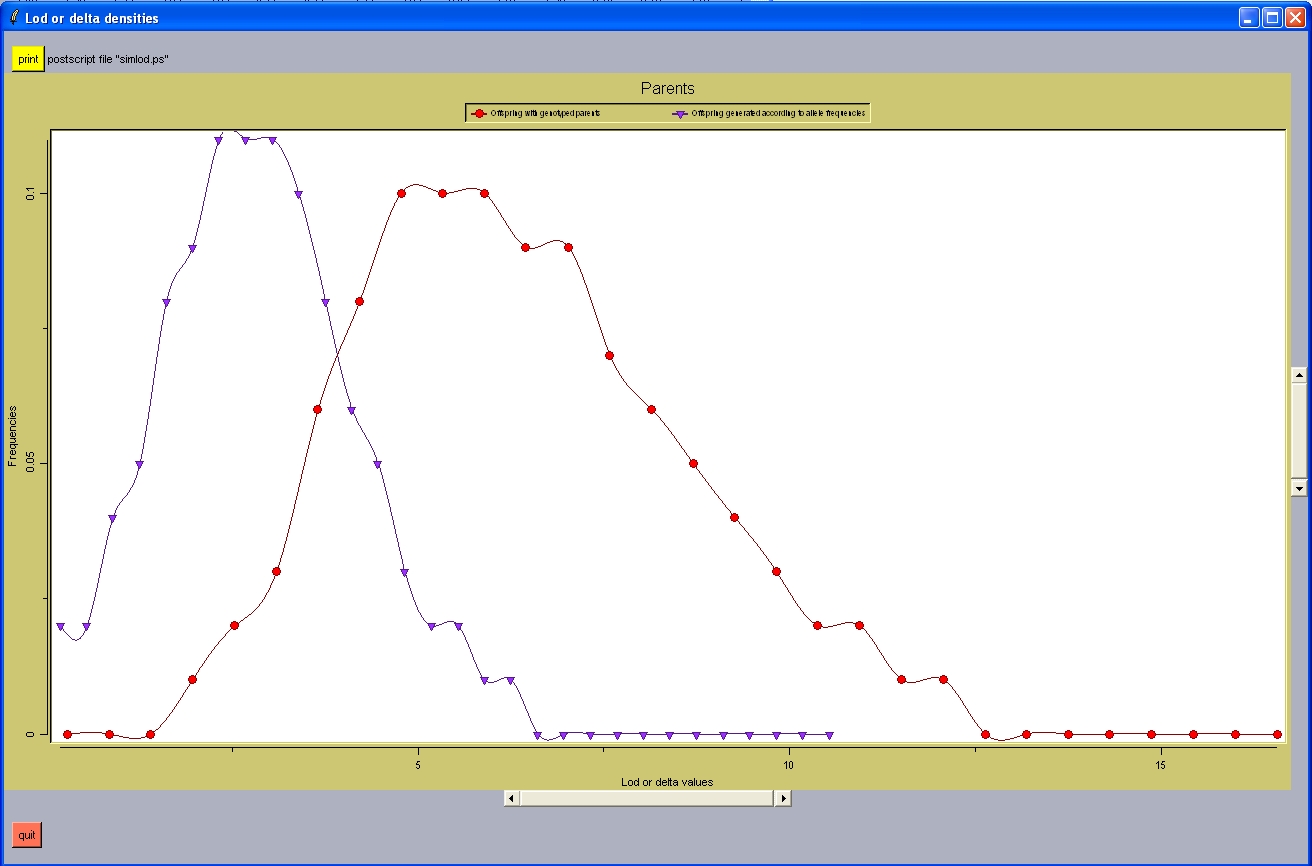 Lod or delta densities
print postscript file "simlod.ps"
Parents
Offspring with genotyped parents Offspring generated according to allele frequencies
Frequencies
0.1
0.05
0
5 10 15
Lod or delta values
quit